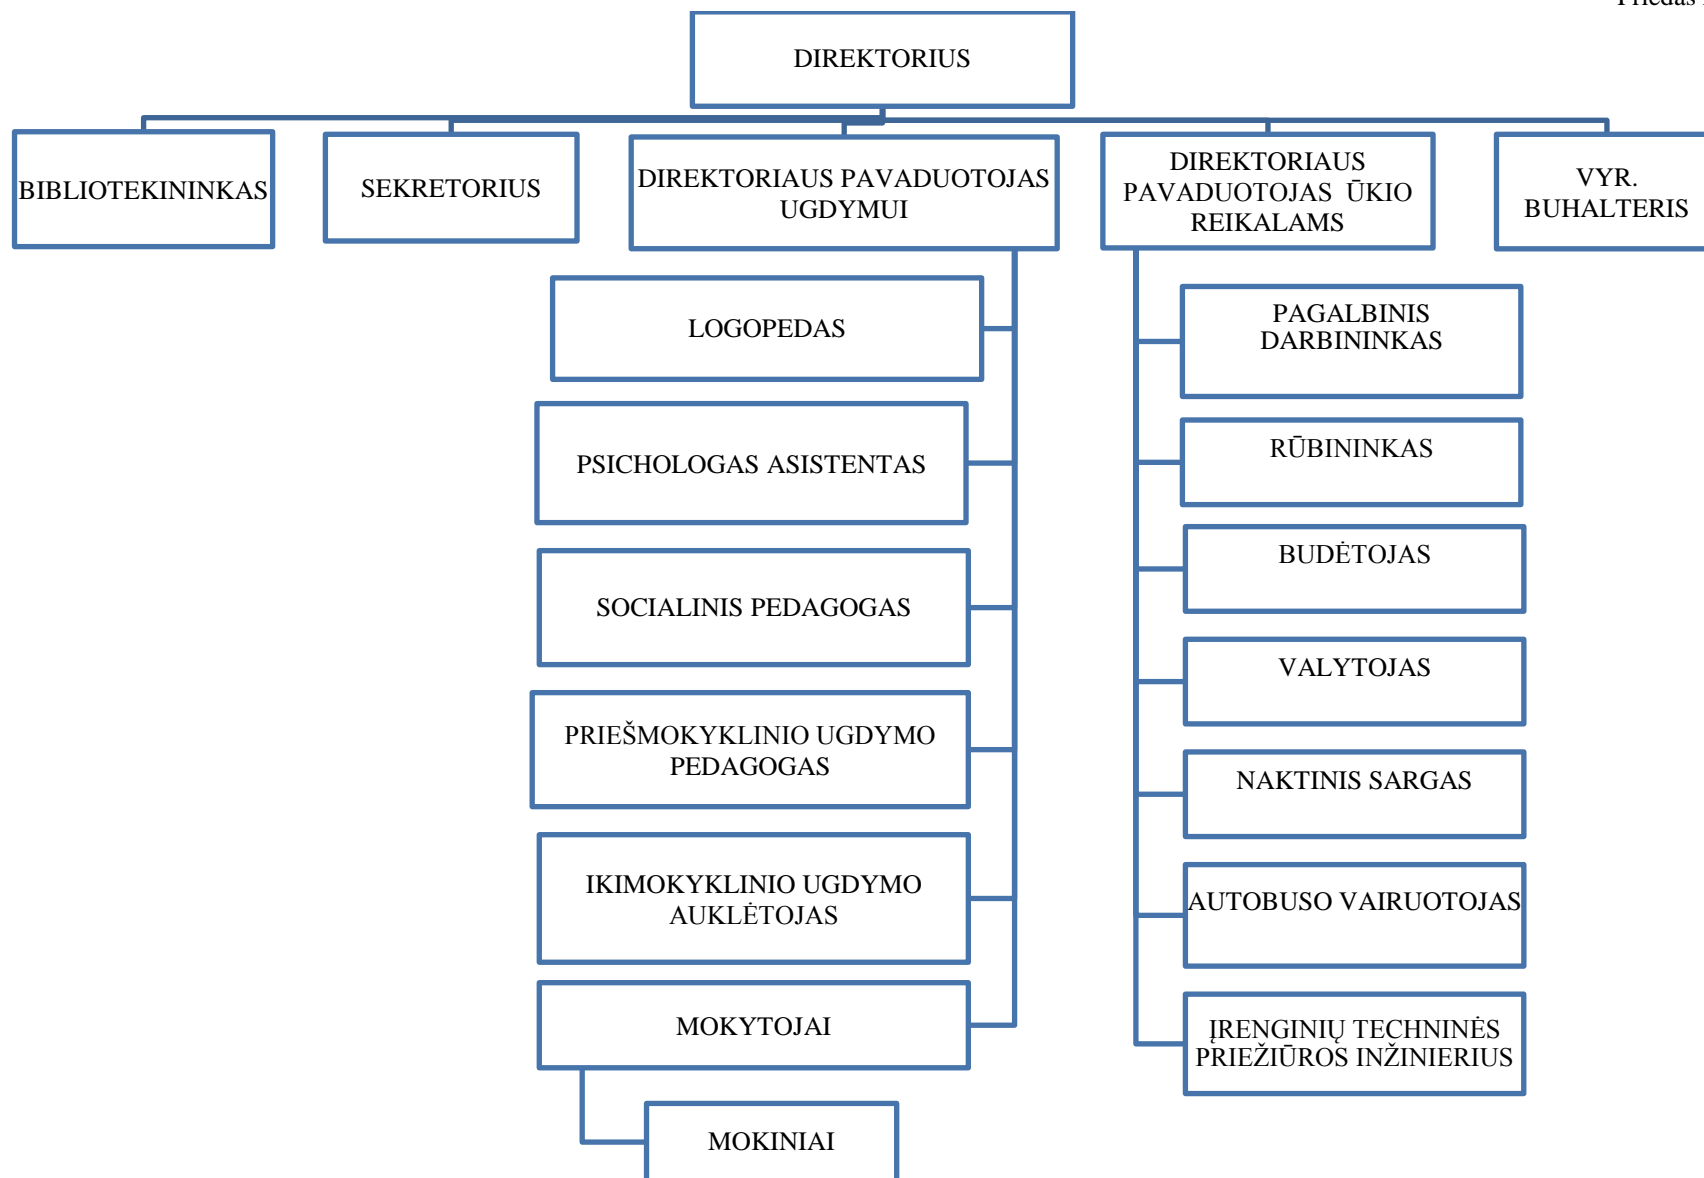 Priedas
DIREKTORIUS
BIBLIOTEKININKAS
SEKRETORIUS
DIREKTORIAUS PAVADUOTOJAS
UGDYMUI
DIREKTORIAUS
PAVADUOTOJAS ŪKIO
REIKALAMS
VYR.
BUHALTERIS
LOGOPEDAS
PSICHOLOGAS ASISTENTAS
SOCIALINIS PEDAGOGAS
PRIEŠMOKYKLINIO UGDYMO
PEDAGOGAS
IKIMOKYKLINIO UGDYMO
AUKLĖTOJAS
MOKYTOJAI
MOKINIAI
PAGALBINIS
DARBININKAS
RŪBININKAS
BUDĖTOJAS
VALYTOJAS
NAKTINIS SARGAS
AUTOBUSO VAIRUOTOJAS
ĮRENGINIŲ TECHNINĖS
PRIEŽIŪROS INŽINIERIUS